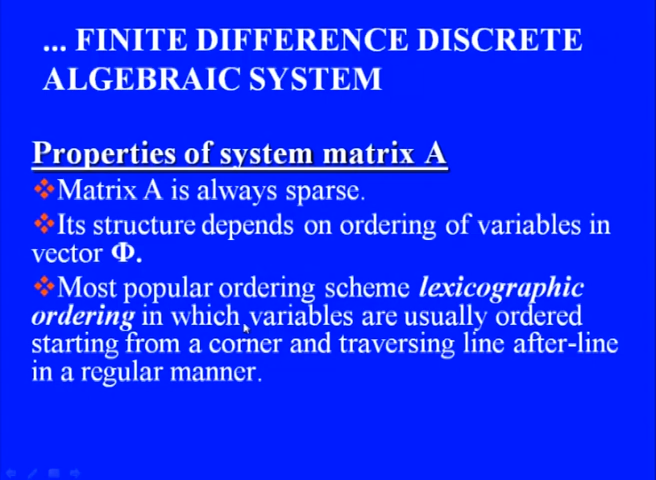 ... FINITE DIFFERENCE DISCRETE
ALGEBRAIC SYSTEM
Properties of system matrix A
❖Matrix A is always sparse.
❖Its structure depends on ordering of variables in
vector Φ.
❖Most popular ordering scheme lexicographic
ordering in which variables are usually ordered
starting from a corner and traversing line after-line
in a regular manner.